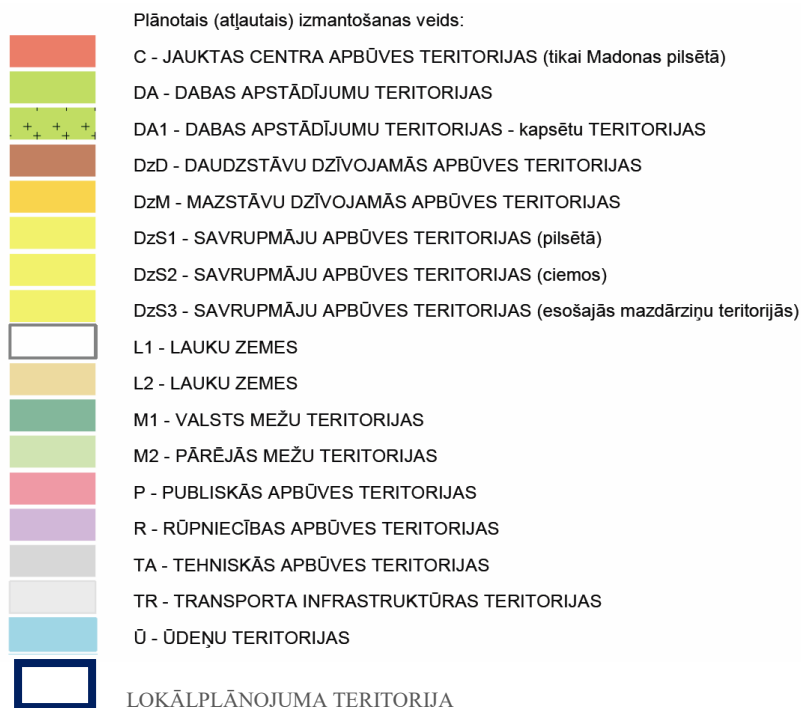 Plānotais (atļautais) izmantošanas veids:
C - JAUKTAS CENTRA APBŪVES TERITORIJAS (tikai Madonas pilsētā)
DA - DABAS APSTĀDĪJUMU TERITORIJAS
DA1 - DABAS APSTĀDĪJUMU TERITORIJAS - kapsētu TERITORIJAS
DzD - DAUDZSTĀVU DZĪVOJAMĀS APBŪVES TERITORIJAS
DzM - MAZSTĀVU DZĪVOJAMĀS APBŪVES TERITORIJAS
DzS1 - SAVRUPMĀJU APBŪVES TERITORIJAS (pilsētā)
DzS2 - SAVRUPMĀJU APBŪVES TERITORIJAS (ciemos)
DzS3 - SAVRUPMĀJU APBŪVES TERITORIJAS (esošajās mazdārziņu teritorijās)
L1 - LAUKU ZEMES
L2 - LAUKU ZEMES
M1 - VALSTS MEŽU TERITORIJAS
M2 - PĀRĒJĀS MEŽU TERITORIJAS
P - PUBLISKĀS APBŪVES TERITORIJAS
R - RŪPNIECĪBAS APBŪVES TERITORIJAS
TA - TEHNISKĀS APBŪVES TERITORIJAS
TR - TRANSPORTA INFRASTRUKTŪRAS TERITORIJAS
Ū - ŪDEŅU TERITORIJAS
LOKĀLPLĀNOJUMA TERITORIJA